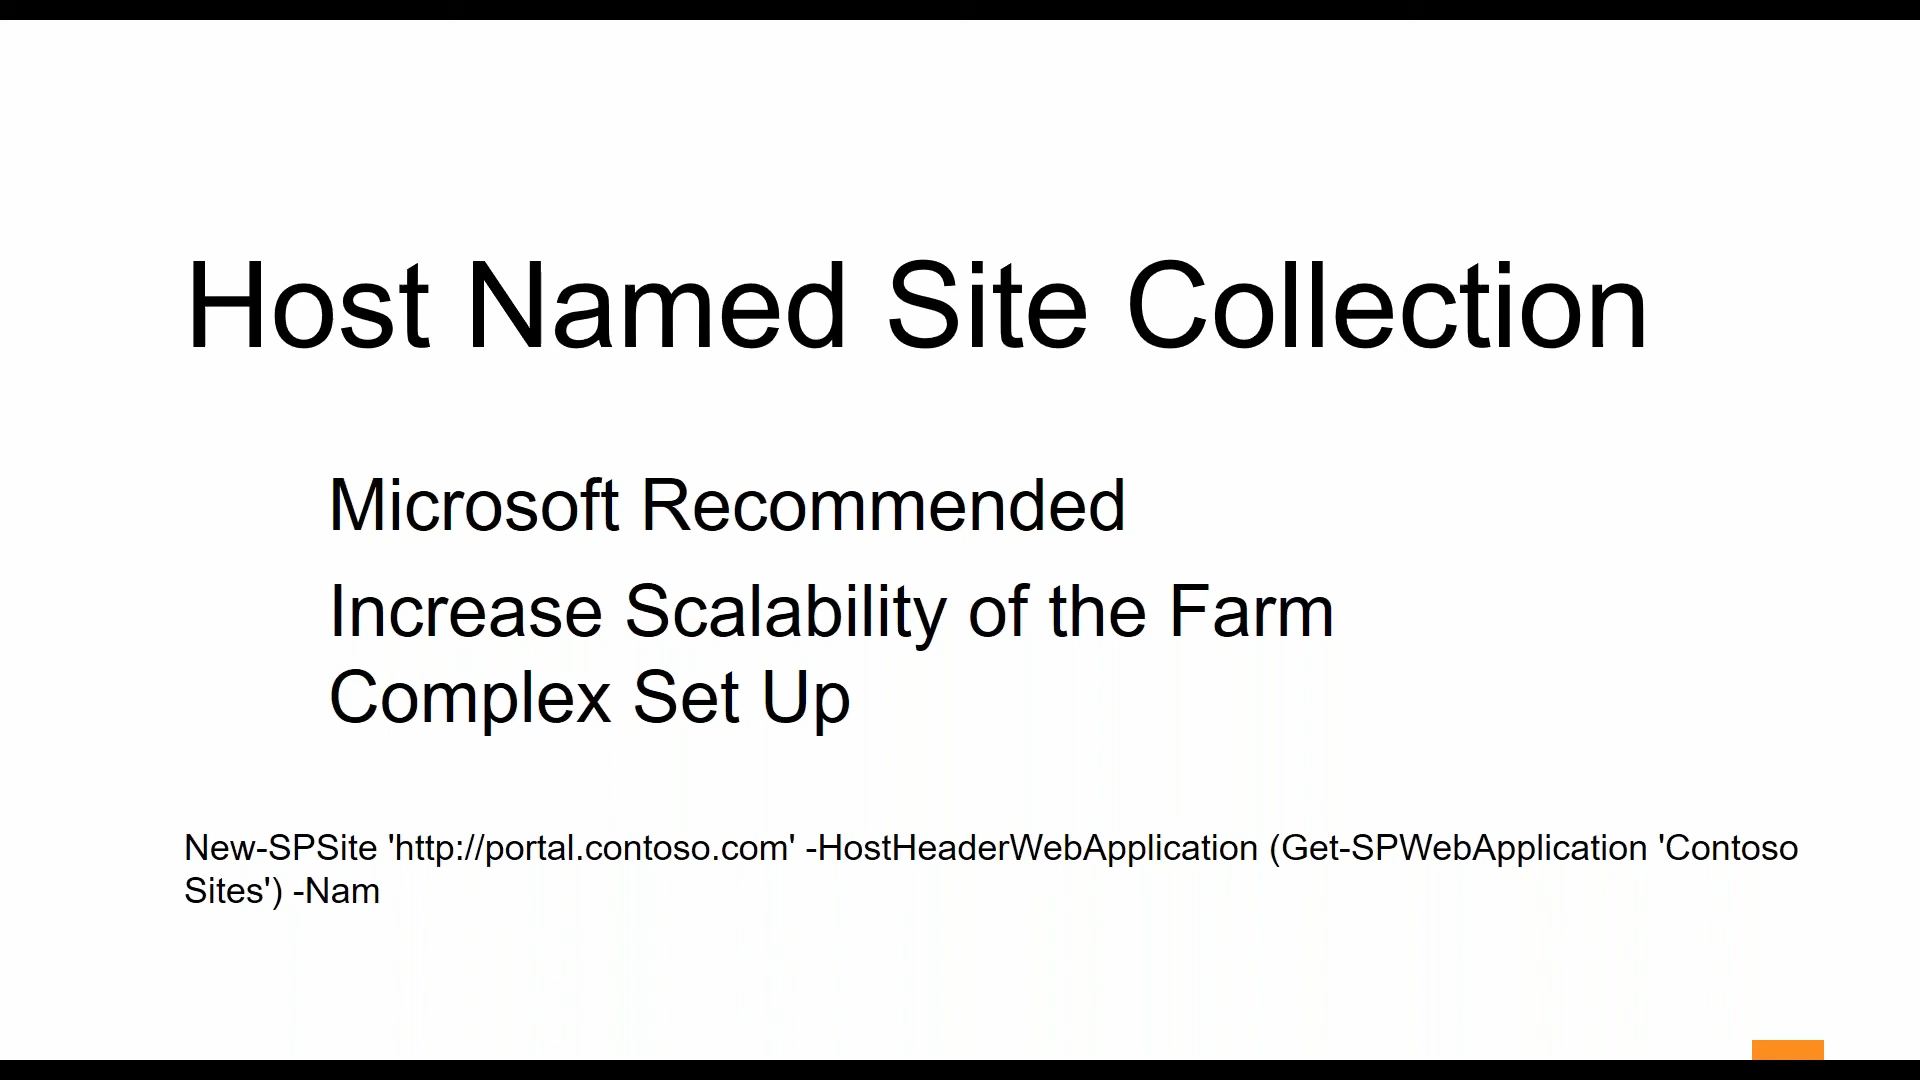 Host Named Site Collection
Microsoft Recommended
Increase Scalability of the Farm
Complex Set Up
New-SPSite 'http://portal.contoso.com' -HostHeaderWebApplication (Get-SPWebApplication 'Contoso
Sites') -Nam